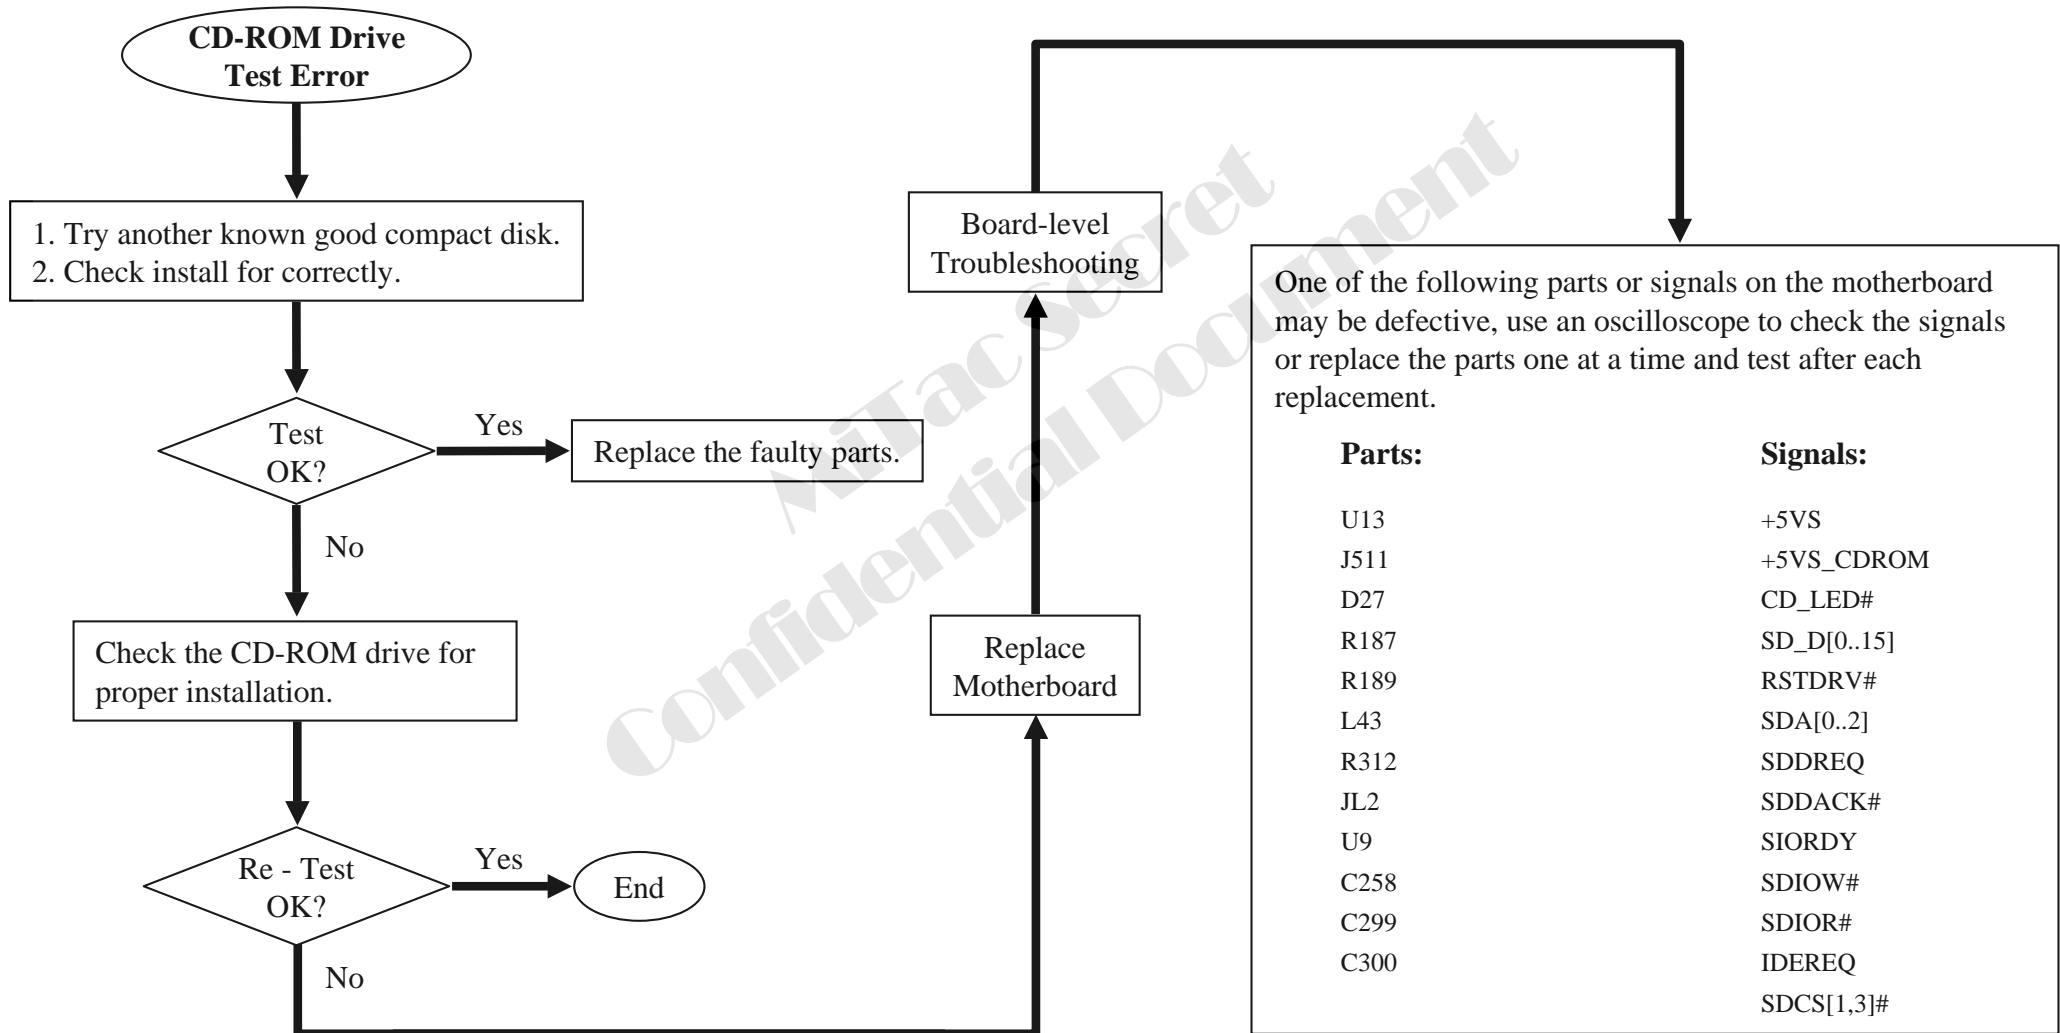 CD-ROM Drive
Test Error
1. Try another known good compact disk.
2. Check install for correctly.
Test
OK?
Yes
Replace the faulty parts.
No
Check the CD-ROM drive for
proper installation.
Re - Test
OK?
Yes
End
No
Replace
Motherboard
Board-level
Troubleshooting
One of the following parts or signals on the motherboard
may be defective, use an oscilloscope to check the signals
or replace the parts one at a time and test after each
replacement.
Parts:
U13
J511
D27
R187
R189
L43
R312
JL2
U9
C258
C299
C300
Signals:
+5VS
+5VS_CDROM
CD_LED#
SD_D[0..15]
RSTDRV#
SDA[0..2]
SDDREQ
SDDACK#
SIORDY
SDIOW#
SDIOR#
IDEREQ
SDCS[1,3]#
MiTac Secret
Confidential Document